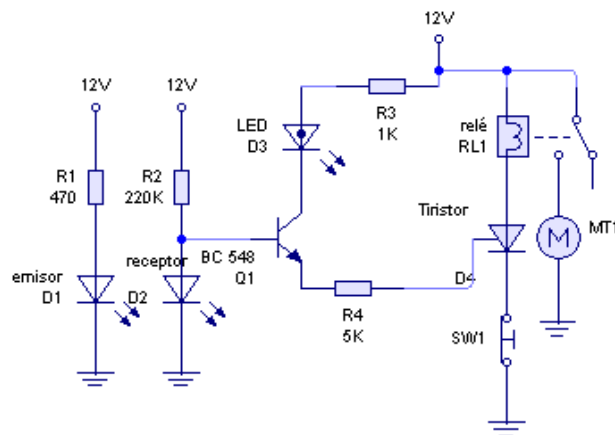 12V
12V
12V
LED
D3
R3
1K
relé
RL1
R1
470
R2
220K
Tiristor
MT1
M
emisor
D1
receptor
D2
BC 548
Q1
D4
R4
5K
SW1